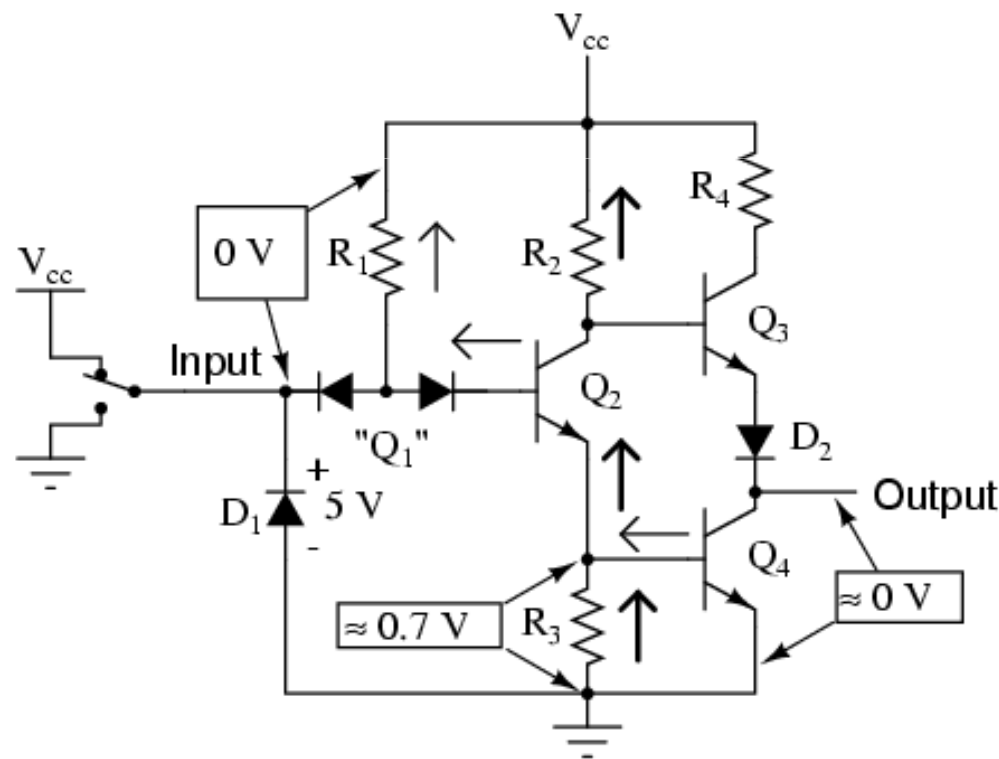 Vcc
R4
0 V
R1
R2
Vcc
Q3
Input
Q2
"Q1"
D2
+
D1
5 V
-
Output
Q4
≈ 0 V
≈ 0.7 V
R3